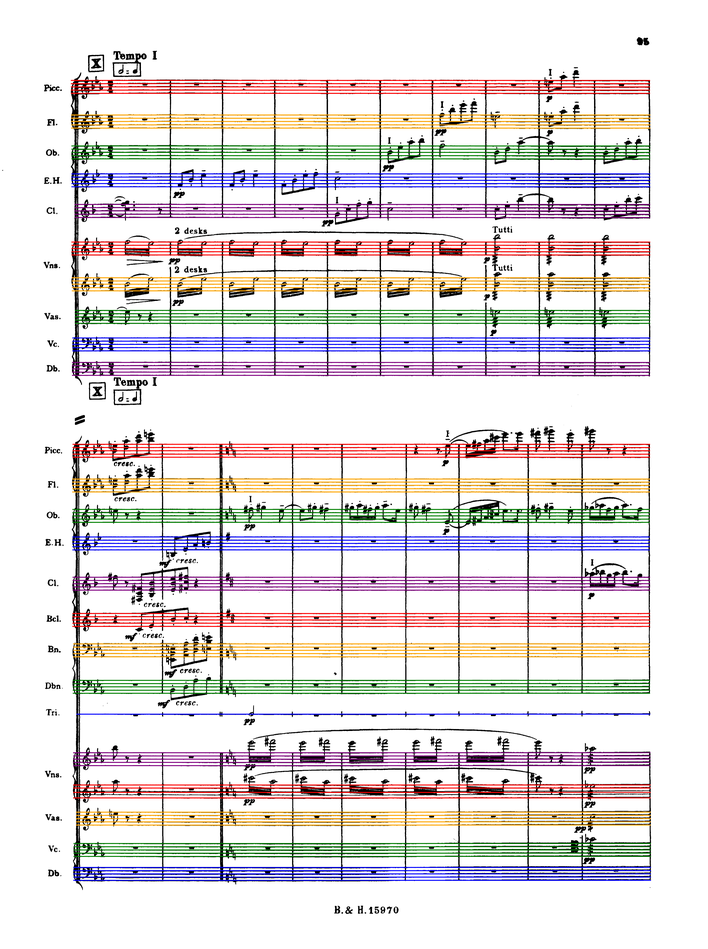 95
X Tempo I
Picc.
I
p
Fl.
I
pp
p
Ob.
I
pp
E.H.
pp
Cl.
I
pp
2 desks
Tutti
pp
p
Vns.
2 desks
Tutti
pp
p
Vas.
p
Vc.
Db.
X Tempo I
Picc.
cresc.
I
p
Fl.
cresc.
Ob.
I
pp
I
p
E.H.
mf cresc.
Cl.
cresc.
I
p
Bcl.
mf cresc.
Bn.
mf cresc.
Dbn.
mf cresc.
Tri.
pp
Vns.
pp
pp
pp
pp
Vas.
pp
Vc.
pp
Db.
B. & H. 15970